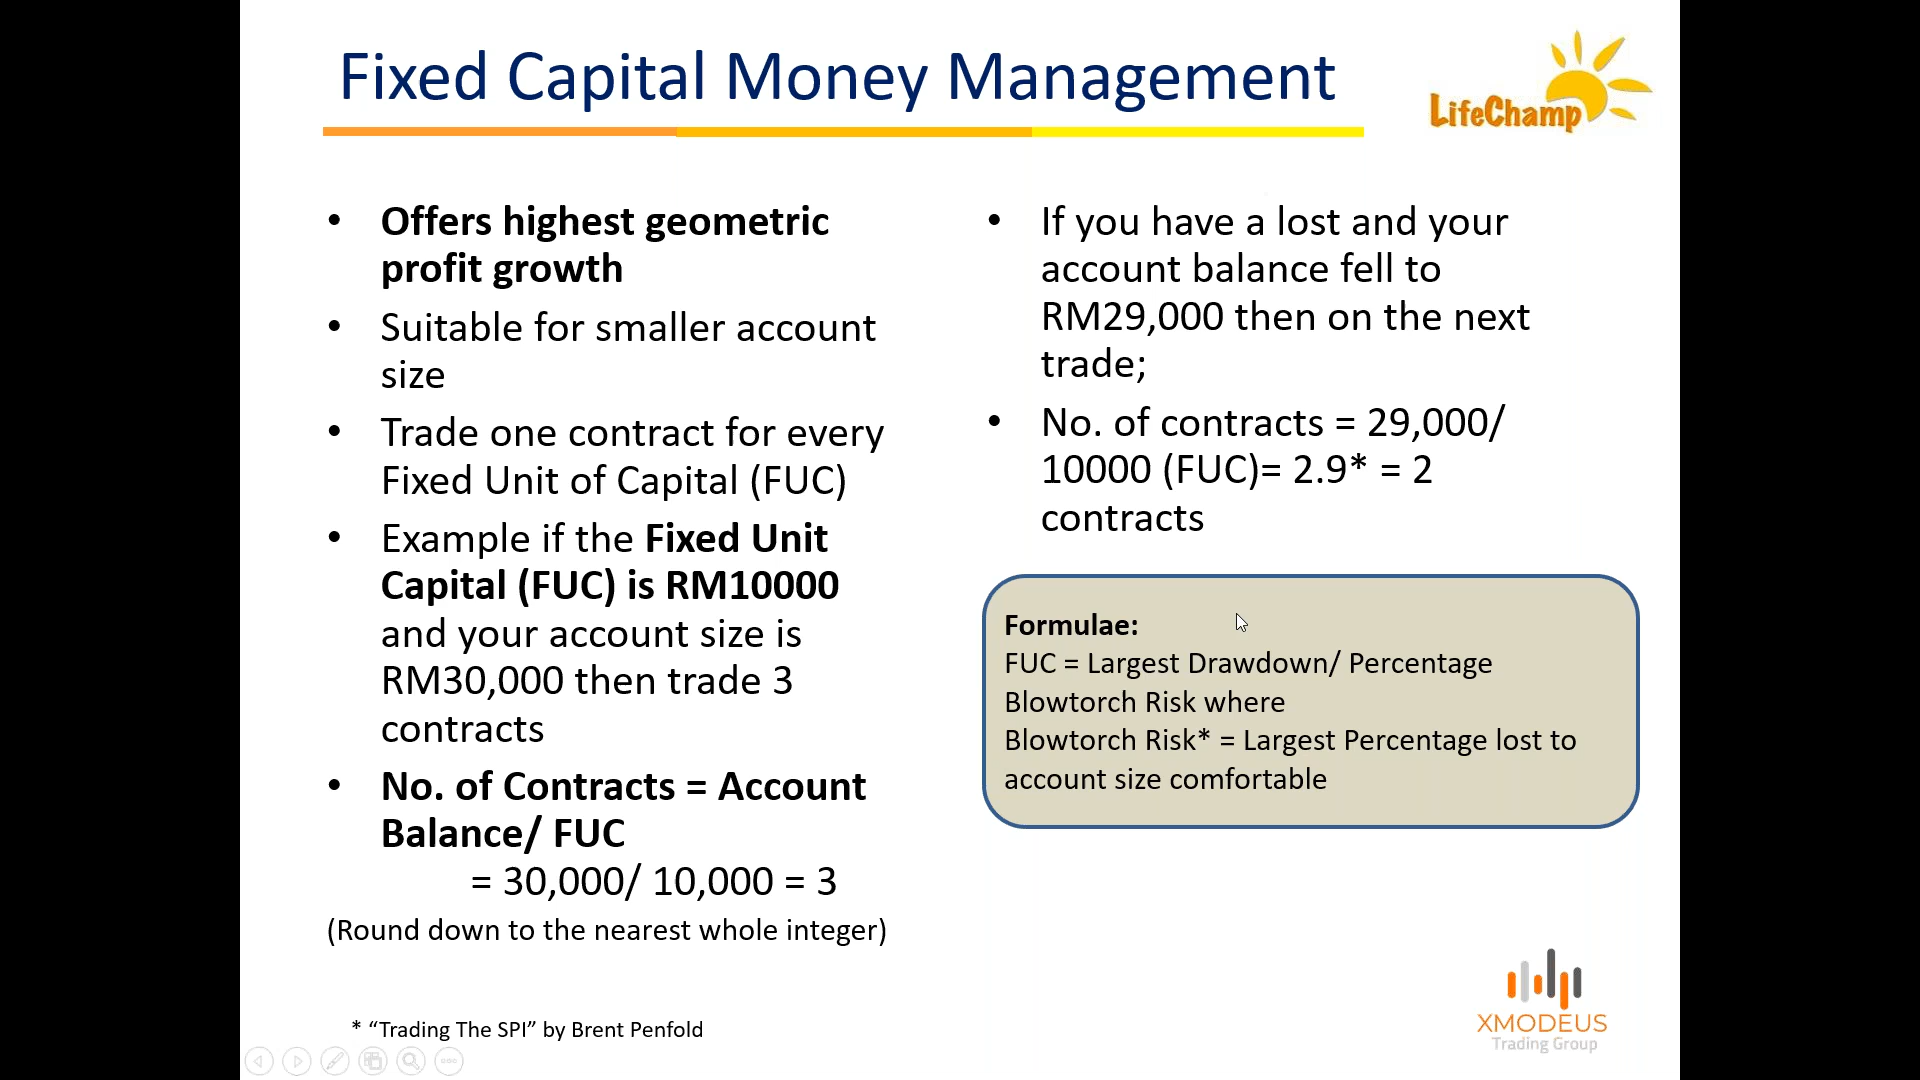 Fixed Capital Money Management
LifeChamp
• Offers highest geometric
profit growth
• Suitable for smaller account
size
• Trade one contract for every
Fixed Unit of Capital (FUC)
• Example if the Fixed Unit
Capital (FUC) is RM10000
and your account size is
RM30,000 then trade 3
contracts
• No. of Contracts = Account
Balance/ FUC
= 30,000/ 10,000 = 3
(Round down to the nearest whole integer)
• If you have a lost and your
account balance fell to
RM29,000 then on the next
trade;
• No. of contracts = 29,000/
10000 (FUC)= 2.9* = 2
contracts
Formulae:
FUC = Largest Drawdown/ Percentage
Blowtorch Risk where
Blowtorch Risk* = Largest Percentage lost to
account size comfortable
* “Trading The SPI” by Brent Penfold
XMODEUS
Trading Group